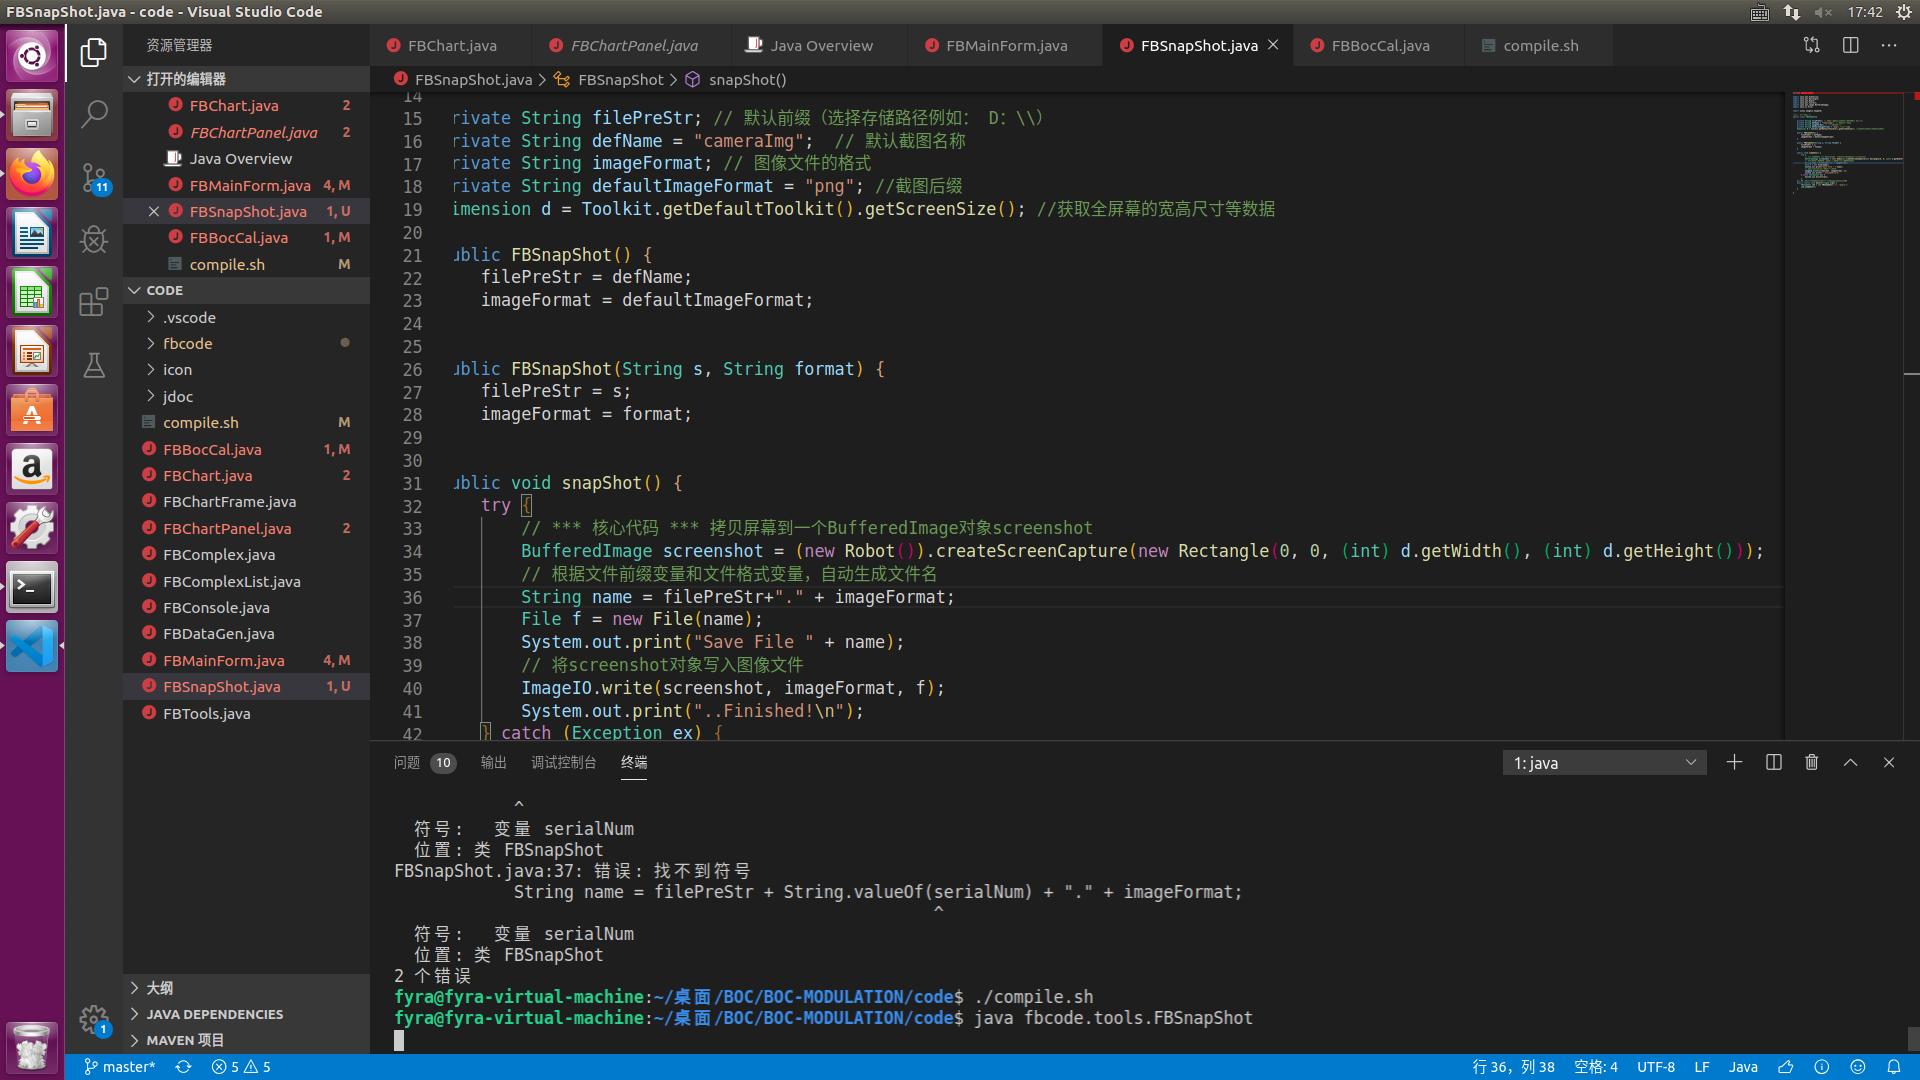 FBSnapShot.java - code - Visual Studio Code
17:42
资源管理器
打开的编辑器
FBChart.java 2
FBChartPanel.java 2
Java Overview
FBMainForm.java 4, M
FBSnapShot.java 1, U
FBBocCal.java 1, M
compile.sh M
CODE
.vscode
fbcode
icon
jdoc
compile.sh M
FBBocCal.java 1, M
FBChart.java 2
FBChartFrame.java
FBChartPanel.java 2
FBComplex.java
FBComplexList.java
FBConsole.java
FBDataGen.java
FBMainForm.java 4, M
FBSnapShot.java 1, U
FBTools.java
大纲
JAVA DEPENDENCIES
MAVEN 项目
11
1
FBChart.java
FBChartPanel.java
Java Overview
FBMainForm.java
FBSnapShot.java
FBBocCal.java
compile.sh
FBSnapShot.java > FBSnapShot > snapShot()
14
15 rivate String filePreStr; // 默认前缀（选择存储路径例如： D：\\）
16 rivate String defName = "cameraImg";  // 默认截图名称
17 rivate String imageFormat; // 图像文件的格式
18 rivate String defaultImageFormat = "png"; //截图后缀
19 imension d = Toolkit.getDefaultToolkit().getScreenSize(); //获取全屏幕的宽高尺寸等数据
20
21 ublic FBSnapShot() {
22 filePreStr = defName;
23 imageFormat = defaultImageFormat;
24
25
26 ublic FBSnapShot(String s, String format) {
27 filePreStr = s;
28 imageFormat = format;
29
30
31 ublic void snapShot() {
32 try {
33 // *** 核心代码 *** 拷贝屏幕到一个BufferedImage对象screenshot
34 BufferedImage screenshot = (new Robot()).createScreenCapture(new Rectangle(0, 0, (int) d.getWidth(), (int) d.getHeight()));
35 // 根据文件前缀变量和文件格式变量，自动生成文件名
36 String name = filePreStr+"." + imageFormat;
37 File f = new File(name);
38 System.out.print("Save File " + name);
39 // 将screenshot对象写入图像文件
40 ImageIO.write(screenshot, imageFormat, f);
41 System.out.print("..Finished!\n");
42 } catch (Exception ex) {
问题 10 输出 调试控制台 终端
1: java
^
符号:   变量 serialNum
位置: 类 FBSnapShot
FBSnapShot.java:37: 错误: 找不到符号
String name = filePreStr + String.valueOf(serialNum) + "." + imageFormat;
^
符号:   变量 serialNum
位置: 类 FBSnapShot
2 个错误
fyra@fyra-virtual-machine:~/桌面/BOC/BOC-MODULATION/code$ ./compile.sh
fyra@fyra-virtual-machine:~/桌面/BOC/BOC-MODULATION/code$ java fbcode.tools.FBSnapShot
master* 5 5
行 36，列 38 空格: 4 UTF-8 LF Java